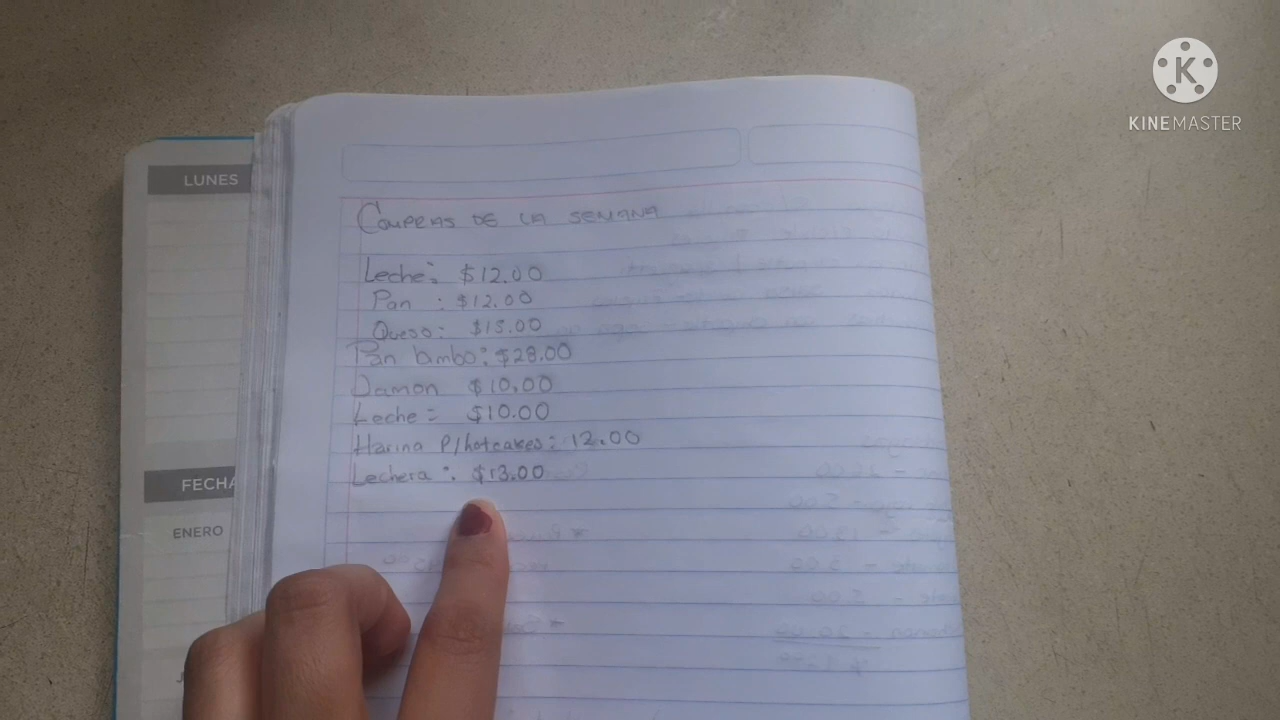 LUNES
FECHA
ENERO
COMPRAS DE LA SEMANA
Leche: $12.00
Pan : $12.00
Queso: $15.00
Pan bimbo: $28.00
Jamon $10.00
Leche: $10.00
Harina P/hotcakes: 12.00
Lechera: $13.00
KINEMASTER